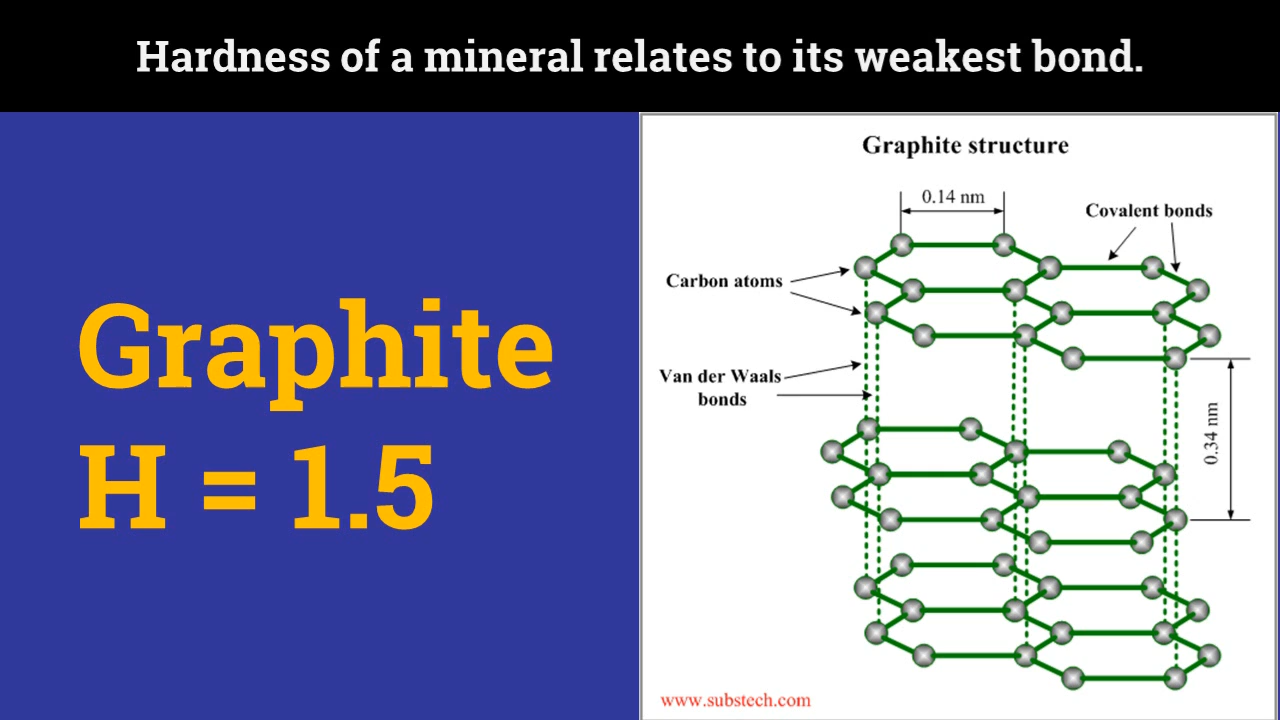 Hardness of a mineral relates to its weakest bond.
Graphite
H = 1.5
Graphite structure
0.14 nm
Covalent bonds
Carbon atoms
Van der Waals
bonds
0.34 nm
www.substech.com